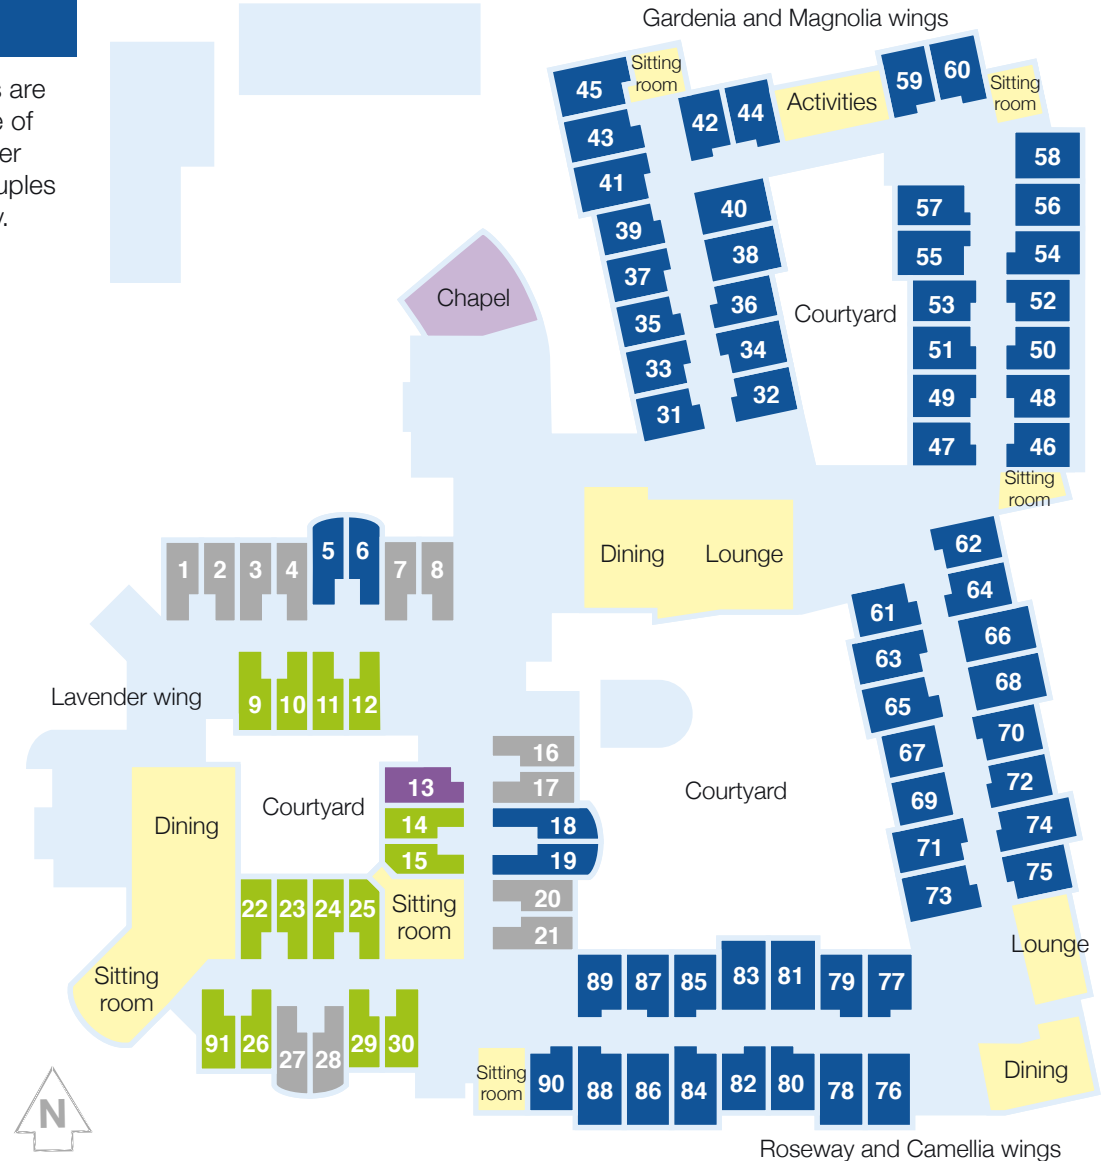 s are
e of
er
uples
y.
Gardenia and Magnolia wings
45
Sitting
room
42
44
Activities
59
60
Sitting
room
43
41
39
37
35
33
31
40
38
36
34
32
Courtyard
57
55
53
51
49
47
58
56
54
52
50
48
46
Sitting
room
Chapel
Dining
Lounge
1
2
3
4
5
6
7
8
9
10
11
12
Lavender wing
13
14
15
16
17
18
19
20
21
Courtyard
Dining
Sitting
room
22
23
24
25
Sitting
room
91
26
27
28
29
30
Courtyard
61
63
65
67
69
71
73
62
64
66
68
70
72
74
75
Lounge
Dining
89
87
85
83
81
79
77
Sitting
room
90
88
86
84
82
80
78
76
Roseway and Camellia wings
N